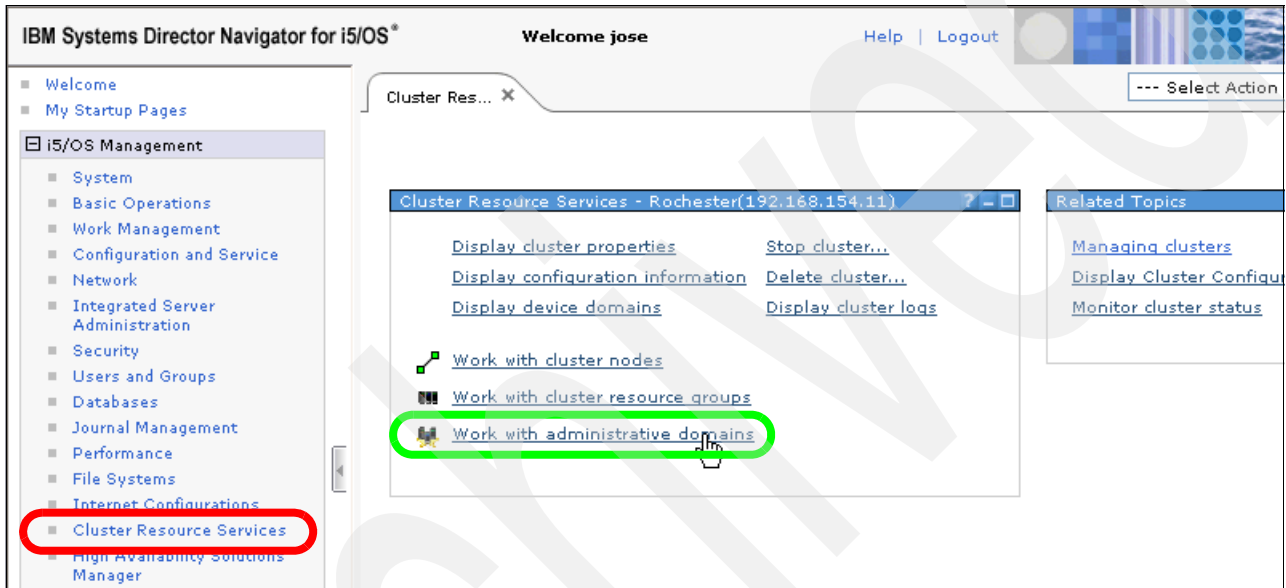 IBM Systems Director Navigator for i5/OS®
Welcome jose
Help | Logout
Welcome
My Startup Pages
i5/OS Management
System
Basic Operations
Work Management
Configuration and Service
Network
Integrated Server
Administration
Security
Users and Groups
Databases
Journal Management
Performance
File Systems
Internet Configurations
Cluster Resource Services
High Availability Solutions
Manager
Cluster Res...
--- Select Action
Cluster Resource Services - Rochester(192.168.154.11)
Display cluster properties
Stop cluster...
Display configuration information
Delete cluster...
Display device domains
Display cluster logs
Work with cluster nodes
Work with cluster resource groups
Work with administrative domains
Related Topics
Managing clusters
Display Cluster Configur
Monitor cluster status